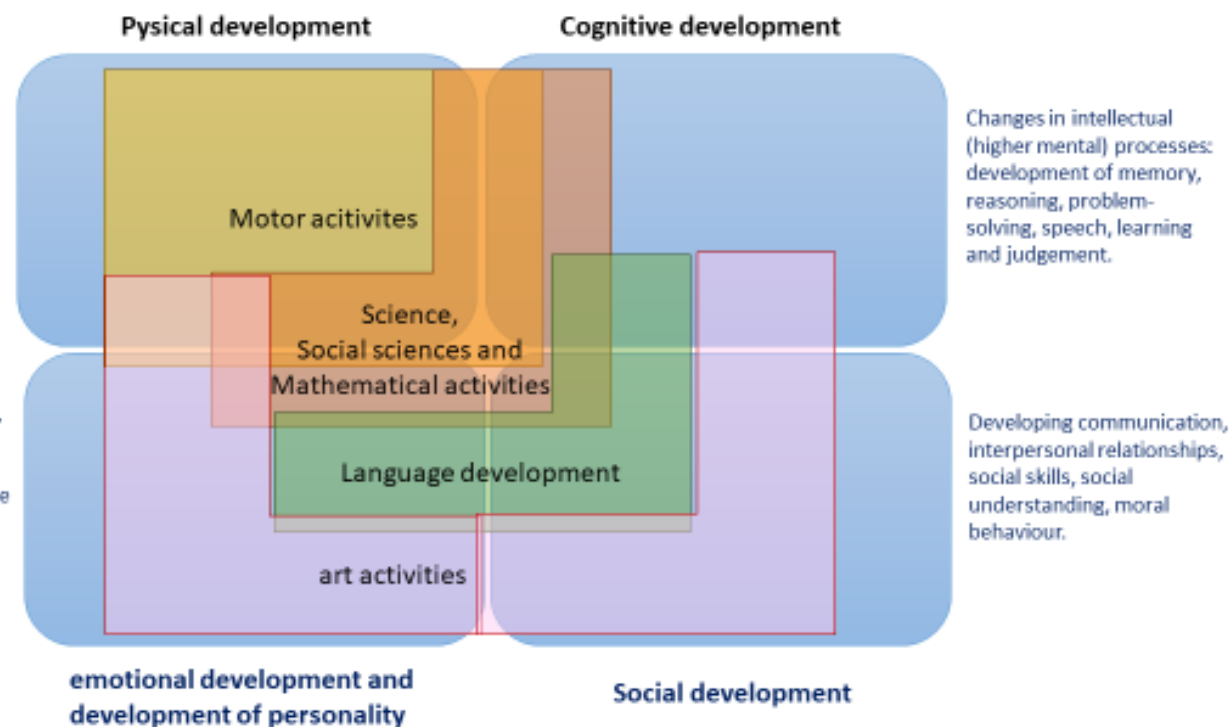 Pysical development
Cognitive development
Changes in intellectual
(higher mental) processes:
development of memory,
reasoning, problem-
solving, speech, learning
and judgement.
Motor acitivites
Science,
Social sciences and
Mathematical activities
Language development
art activities
Developing communication,
interpersonal relationships,
social skills, social
understanding, moral
behaviour.
emotional development and
development of personality
Social development